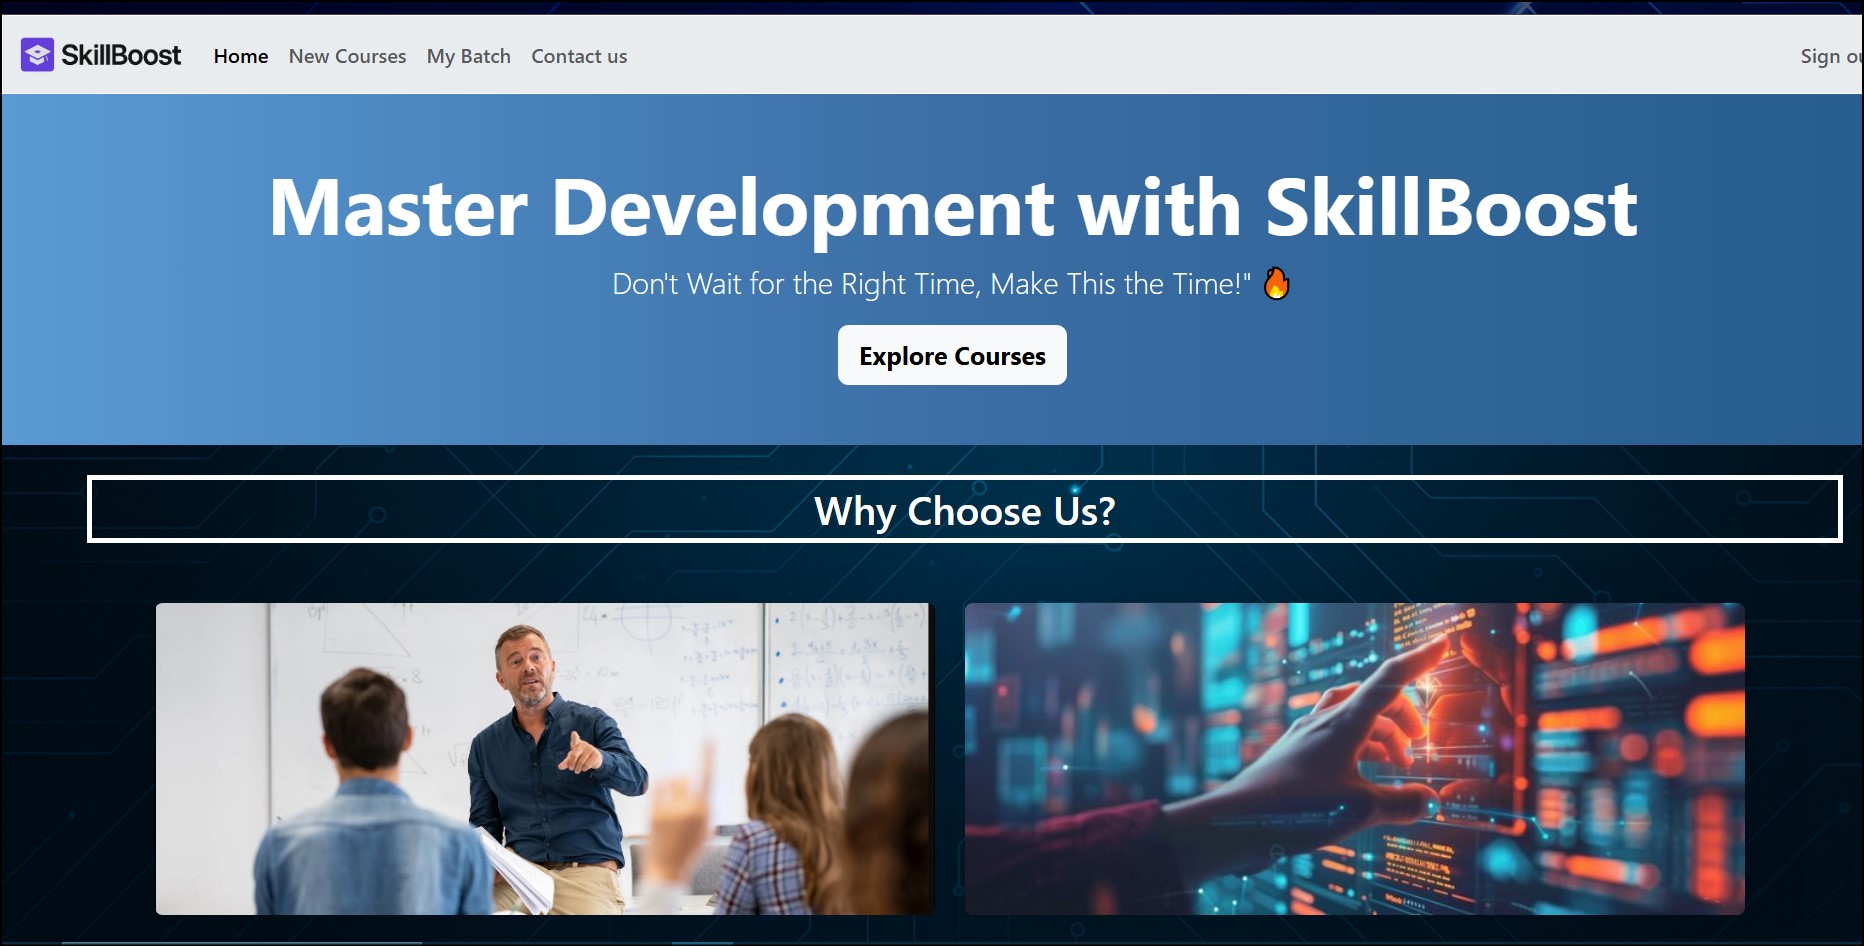 SkillBoost
Home
New Courses
My Batch
Contact us
Sign
Master Development with SkillBoost
Don't Wait for the Right Time, Make This the Time!" 🔥
Explore Courses
Why Choose Us?